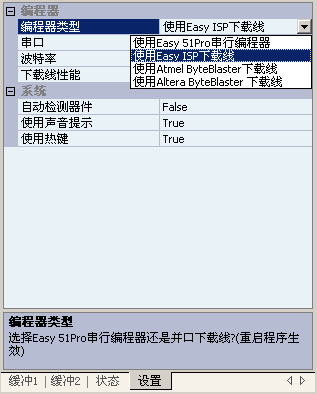 编程器
编程器类型 使用Easy ISP下载线
串口 使用Easy 51Pro串行编程器
波特率 使用Easy ISP下载线
使用Atmel ByteBlaster 下载线
下载线性能 使用Altera ByteBlaster 下载线
系统
自动检测器件 False
使用声音提示 True
使用热键 True
编程器类型
选择Easy 51Pro串行编程器还是并口下载线?(重启程序生
效)
缓冲1 | 缓冲2 | 状态 设置